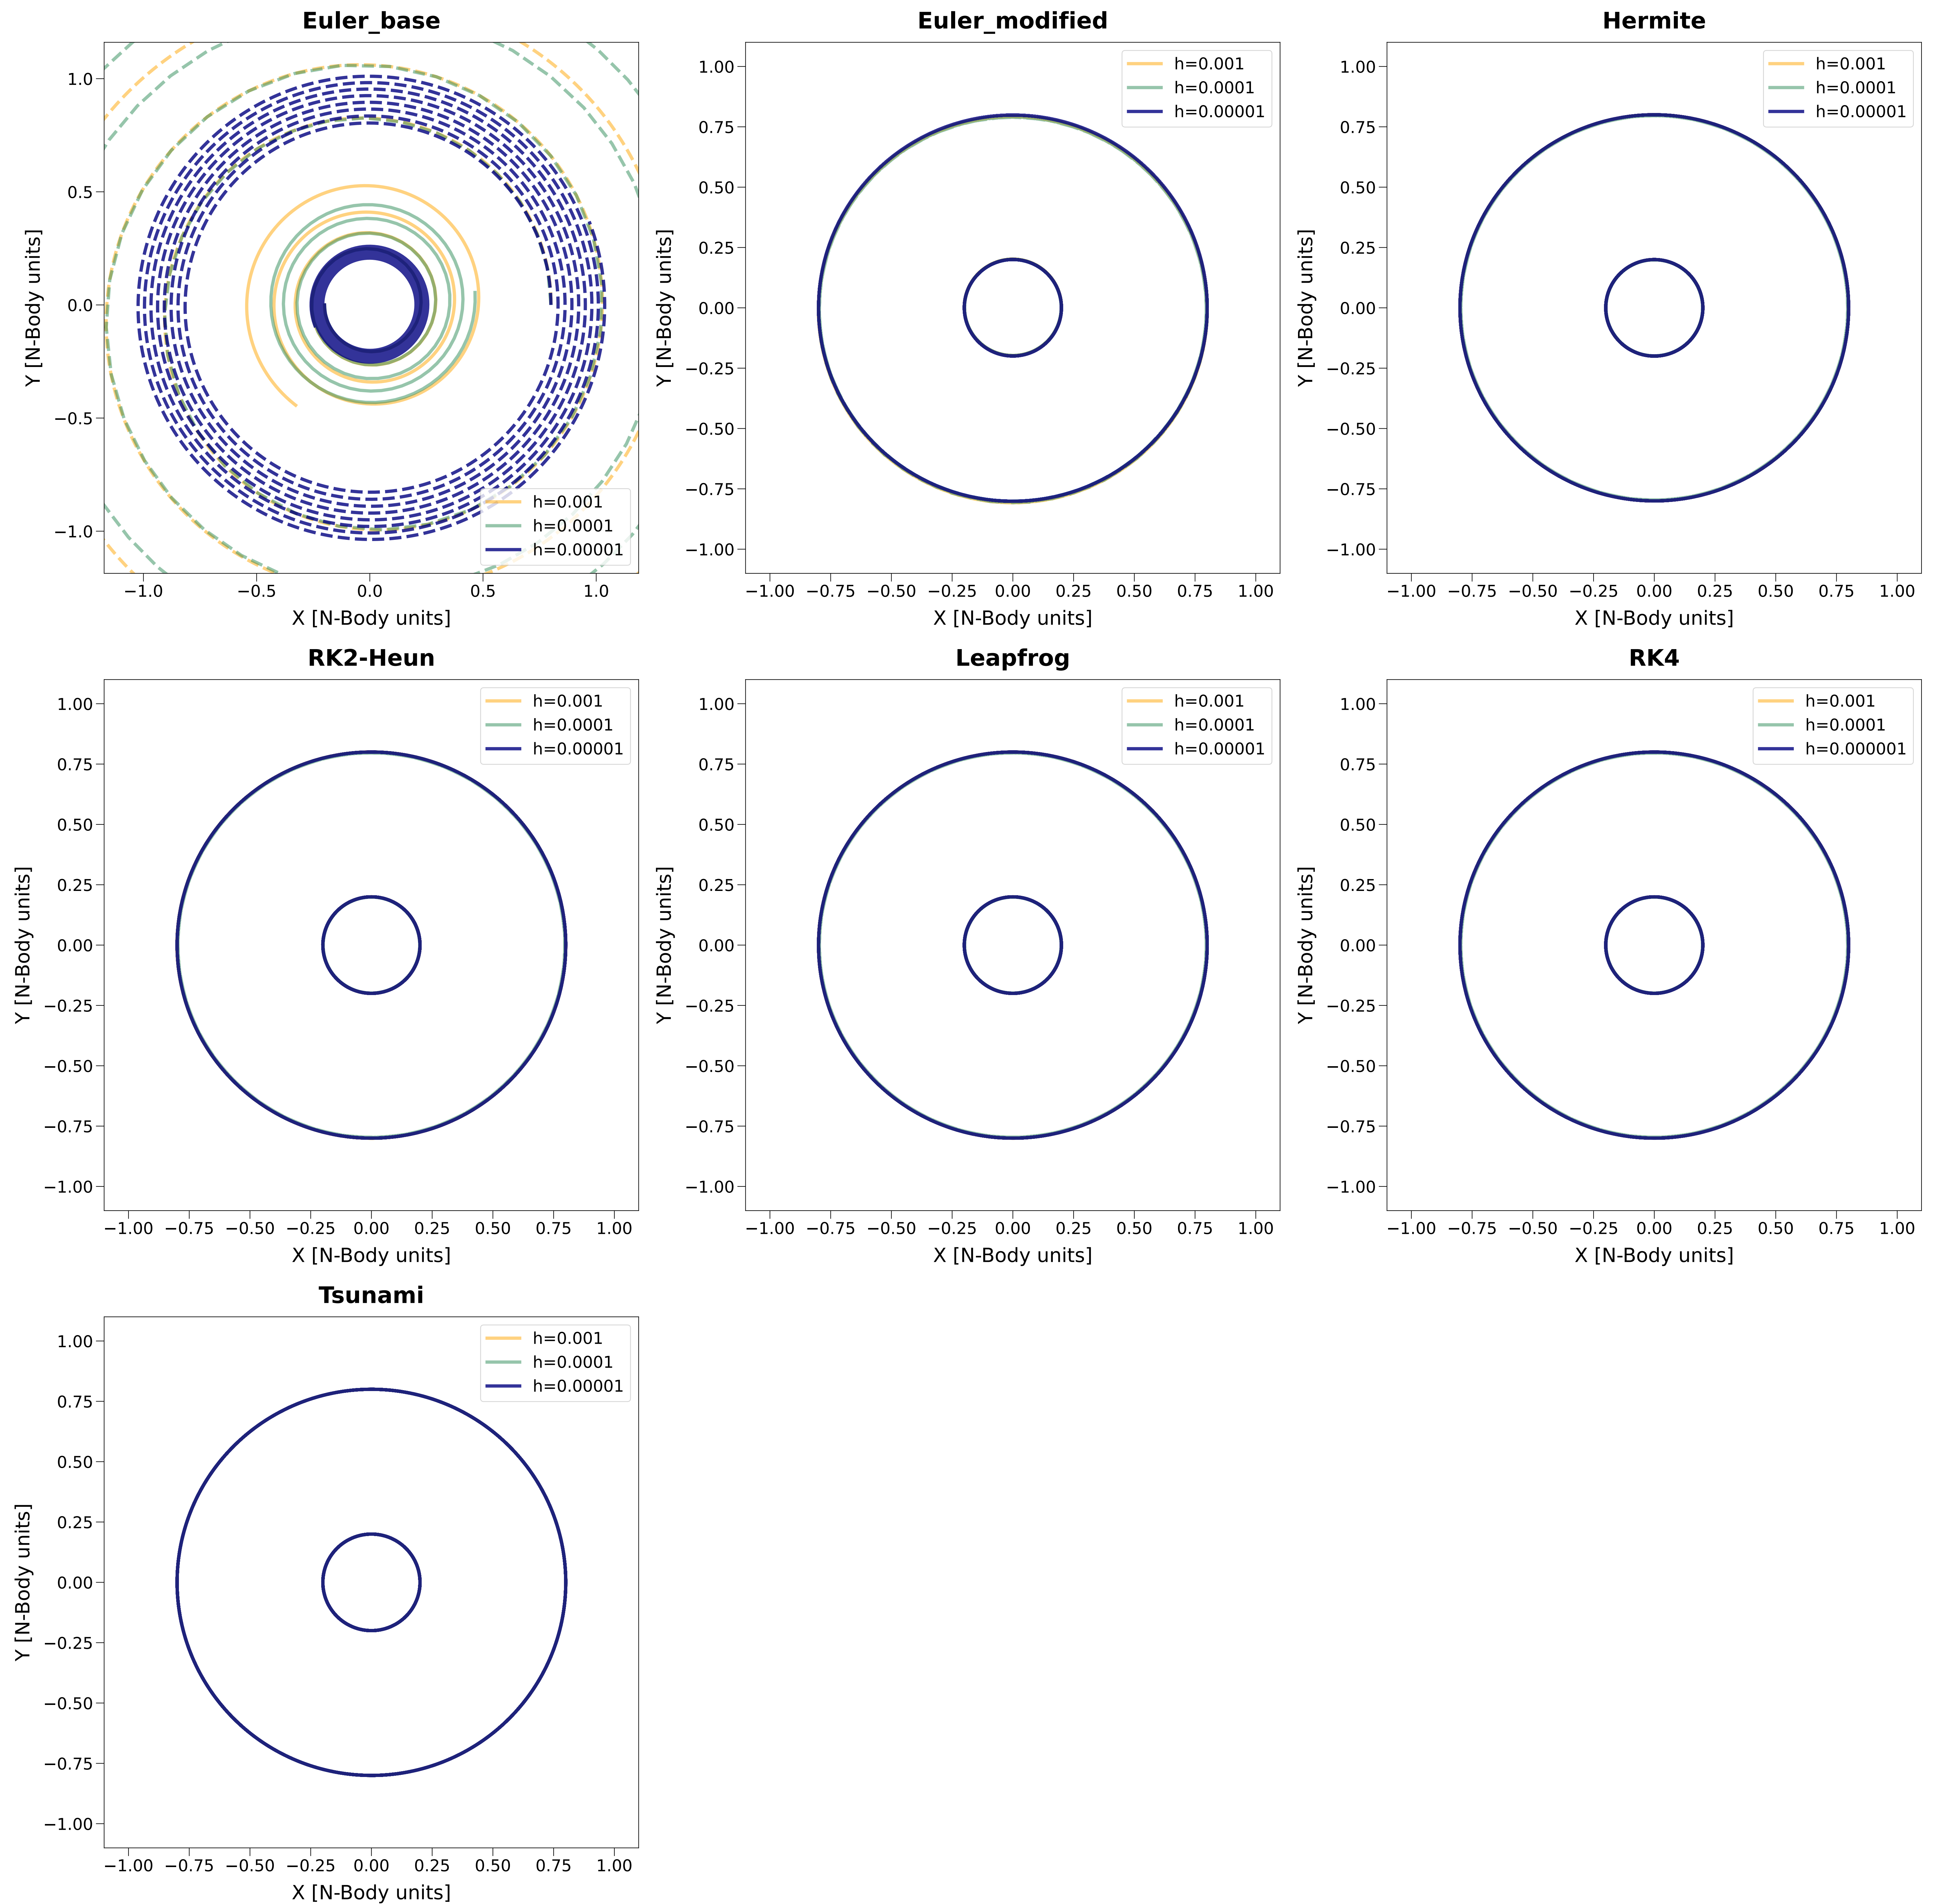 Euler_base
Y [N-Body units]
1.0
0.5
0.0
−0.5
−1.0
h=0.001
h=0.0001
h=0.00001
−1.0 −0.5 0.0 0.5 1.0
X [N-Body units]
Euler_modified
Y [N-Body units]
1.00
0.75
0.50
0.25
0.00
−0.25
−0.50
−0.75
−1.00
h=0.001
h=0.0001
h=0.00001
−1.00 −0.75 −0.50 −0.25 0.00 0.25 0.50 0.75 1.00
X [N-Body units]
Hermite
Y [N-Body units]
1.00
0.75
0.50
0.25
0.00
−0.25
−0.50
−0.75
−1.00
h=0.001
h=0.0001
h=0.00001
−1.00 −0.75 −0.50 −0.25 0.00 0.25 0.50 0.75 1.00
X [N-Body units]
RK2-Heun
Y [N-Body units]
1.00
0.75
0.50
0.25
0.00
−0.25
−0.50
−0.75
−1.00
h=0.001
h=0.0001
h=0.00001
−1.00 −0.75 −0.50 −0.25 0.00 0.25 0.50 0.75 1.00
X [N-Body units]
Leapfrog
Y [N-Body units]
1.00
0.75
0.50
0.25
0.00
−0.25
−0.50
−0.75
−1.00
h=0.001
h=0.0001
h=0.00001
−1.00 −0.75 −0.50 −0.25 0.00 0.25 0.50 0.75 1.00
X [N-Body units]
RK4
Y [N-Body units]
1.00
0.75
0.50
0.25
0.00
−0.25
−0.50
−0.75
−1.00
h=0.001
h=0.0001
h=0.000001
−1.00 −0.75 −0.50 −0.25 0.00 0.25 0.50 0.75 1.00
X [N-Body units]
Tsunami
Y [N-Body units]
1.00
0.75
0.50
0.25
0.00
−0.25
−0.50
−0.75
−1.00
h=0.001
h=0.0001
h=0.00001
−1.00 −0.75 −0.50 −0.25 0.00 0.25 0.50 0.75 1.00
X [N-Body units]